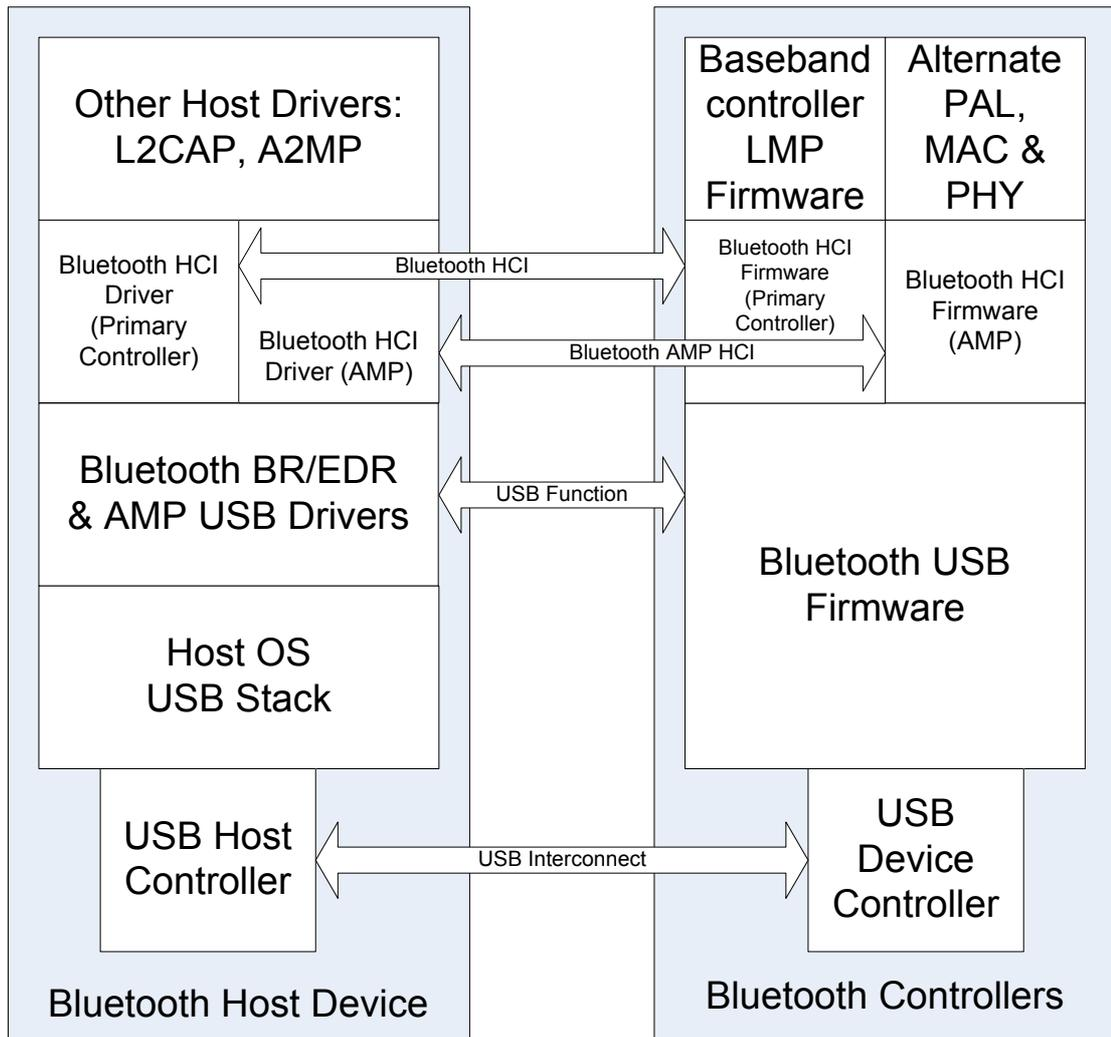 Other Host Drivers:
L2CAP, A2MP
Bluetooth HCI
Driver
(Primary
Controller)
Bluetooth HCI
Driver (AMP)
Bluetooth BR/EDR
& AMP USB Drivers
Host OS
USB Stack
USB Host
Controller
Bluetooth Host Device
Bluetooth HCI
Bluetooth AMP HCI
USB Function
USB Interconnect
Baseband
controller
LMP
Firmware
Alternate
PAL,
MAC &
PHY
Bluetooth HCI
Firmware
(Primary
Controller)
Bluetooth HCI
Firmware
(AMP)
Bluetooth USB
Firmware
USB
Device
Controller
Bluetooth Controllers